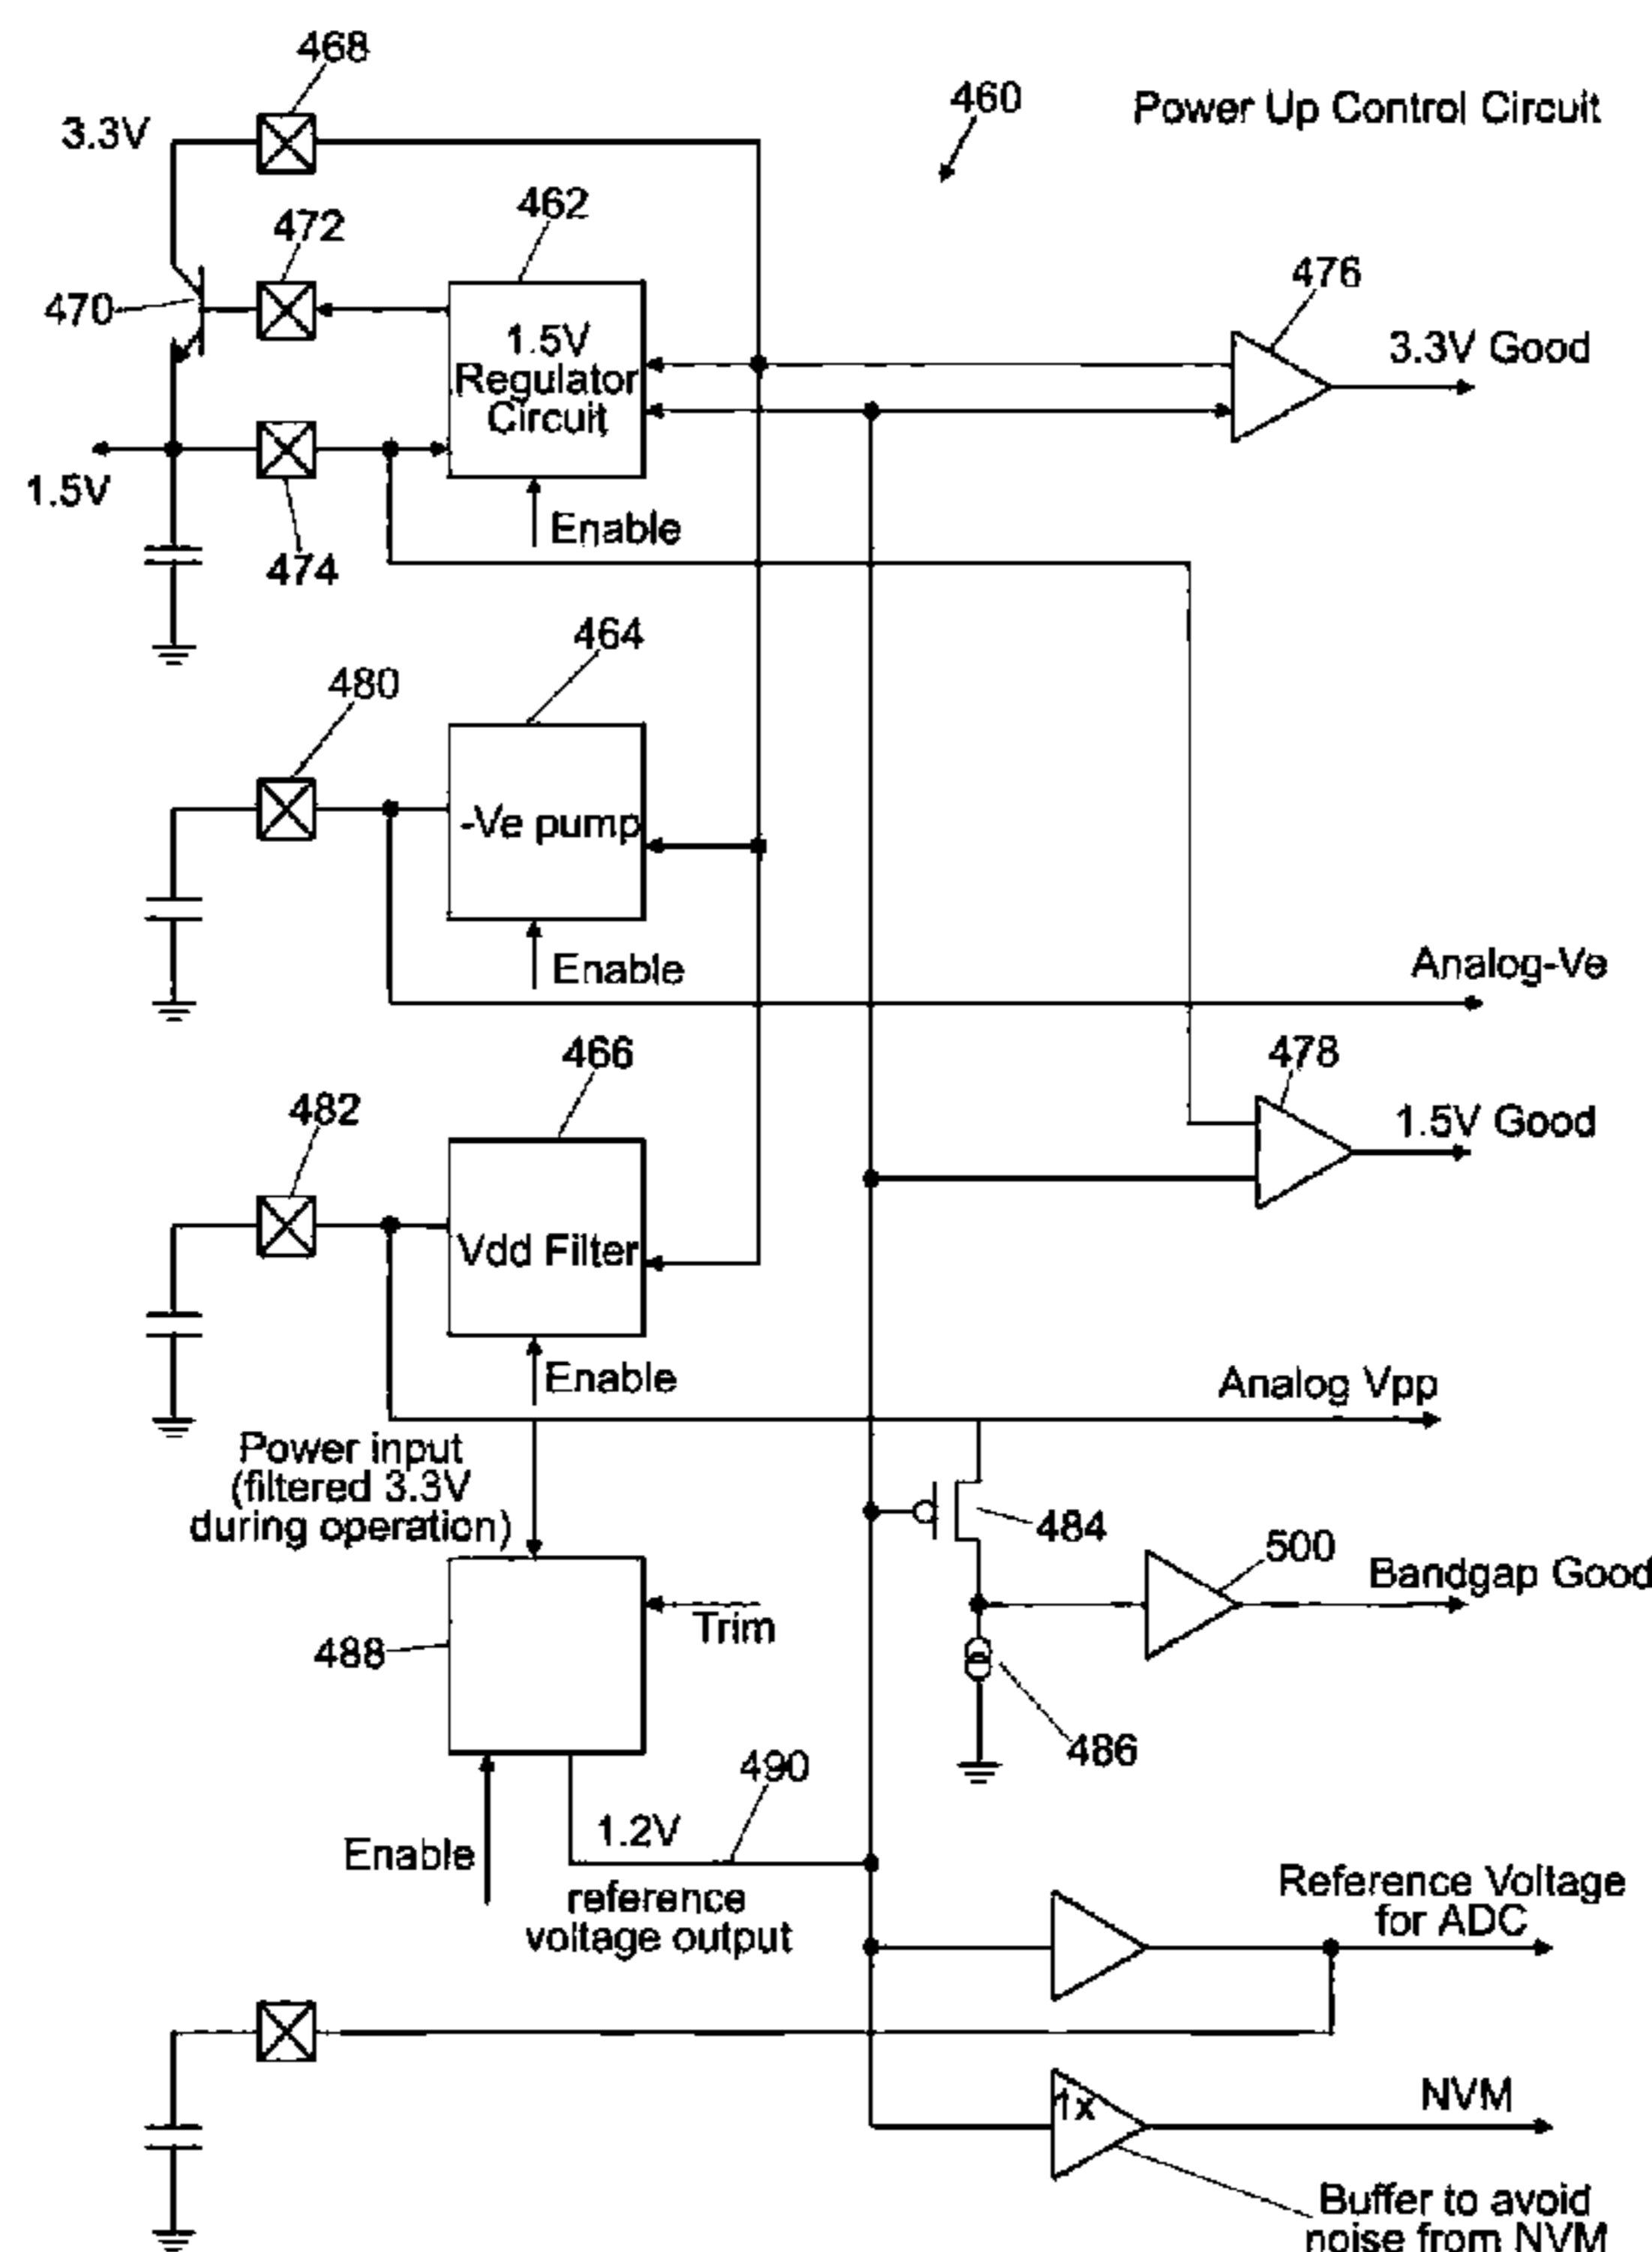 468
460
Power Up Control Circuit
3.3V
462
472
476
470
1.5V
Regulator
Circuit
3.3V Good
1.5V
Enable
474
464
480
-Ve pump
Enable
Analog-Ve
466
478
482
1.5V Good
Vdd Filter
Enable
Analog Vpp
Power input
(filtered 3.3V
during operation)
484
500
Bandgap Good
Trim
488
486
490
1.2V
Enable
reference
voltage output
Reference Voltage
for ADC
1x
NVM
Buffer to avoid
noise from NVM